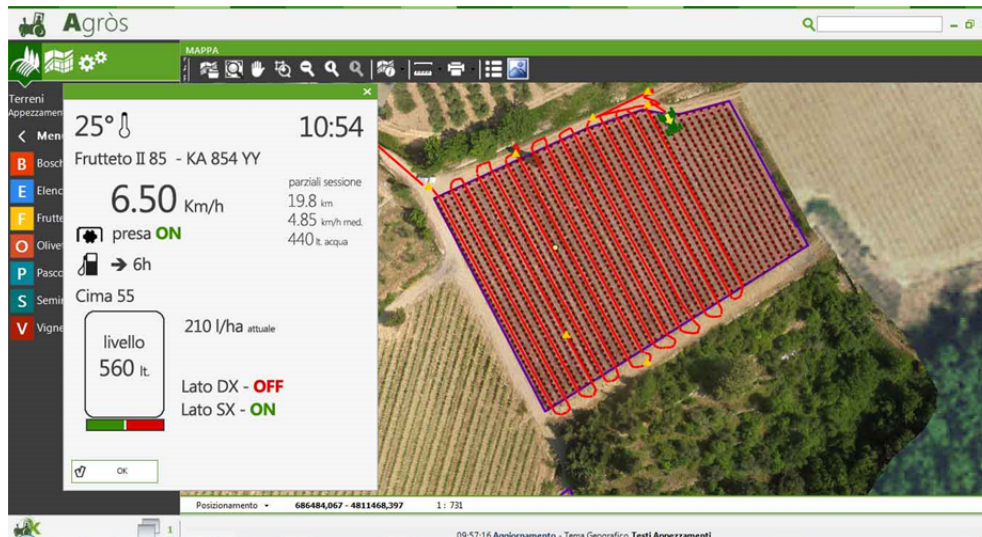 Agròs
MAPPA
Terreni
Appezzamen
Menu
B Bosch
E Elenc
F Frutte
O Olivet
P Pasco
S Semin
V Vigne
25°
10:54
Frutteto II 85 - KA 854 YY
6.50 Km/h
parziali sessione
19.8 km
4.85 km/h med.
440 lt. acqua
presa ON
→ 6h
Cima 55
livello
560 lt.
210 l/ha attuale
Lato DX - OFF
Lato SX - ON
OK
Posizionamento 686484,067 - 4811468,397 1 : 731
1
09:57:16 Aggiornamento - Tema Geografico Testi Appezzamenti